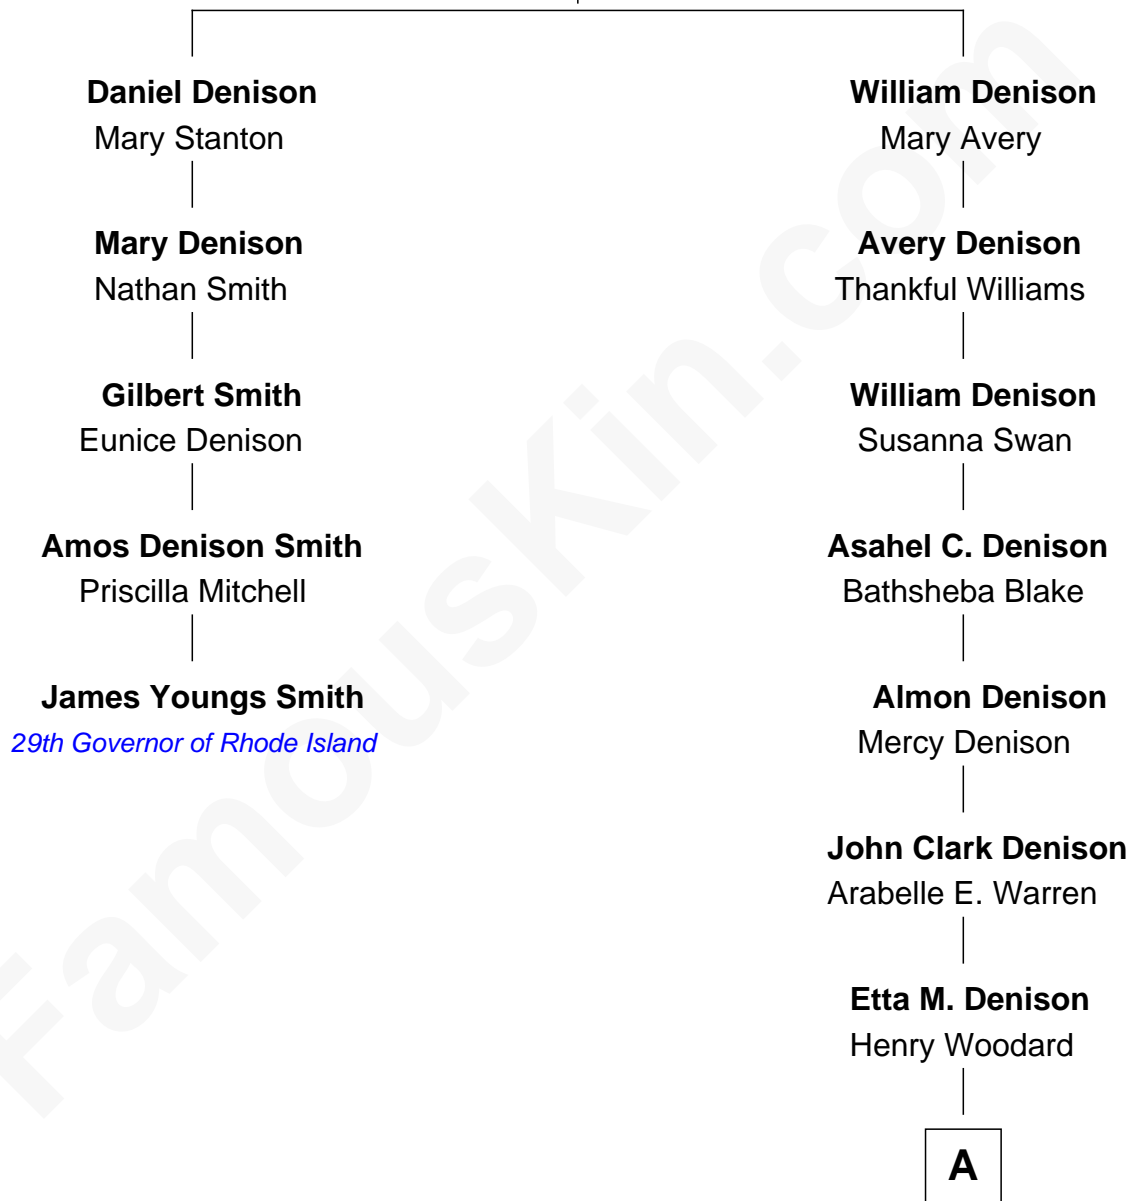 Daniel Denison
Mary Stanton
Mary Denison
Nathan Smith
Gilbert Smith
Eunice Denison
Amos Denison Smith
Priscilla Mitchell
James Youngs Smith
29th Governor of Rhode Island
William Denison
Mary Avery
Avery Denison
Thankful Williams
William Denison
Susanna Swan
Asahel C. Denison
Bathsheba Blake
Almon Denison
Mercy Denison
John Clark Denison
Arabelle E. Warren
Etta M. Denison
Henry Woodard
A
FamousKin.com